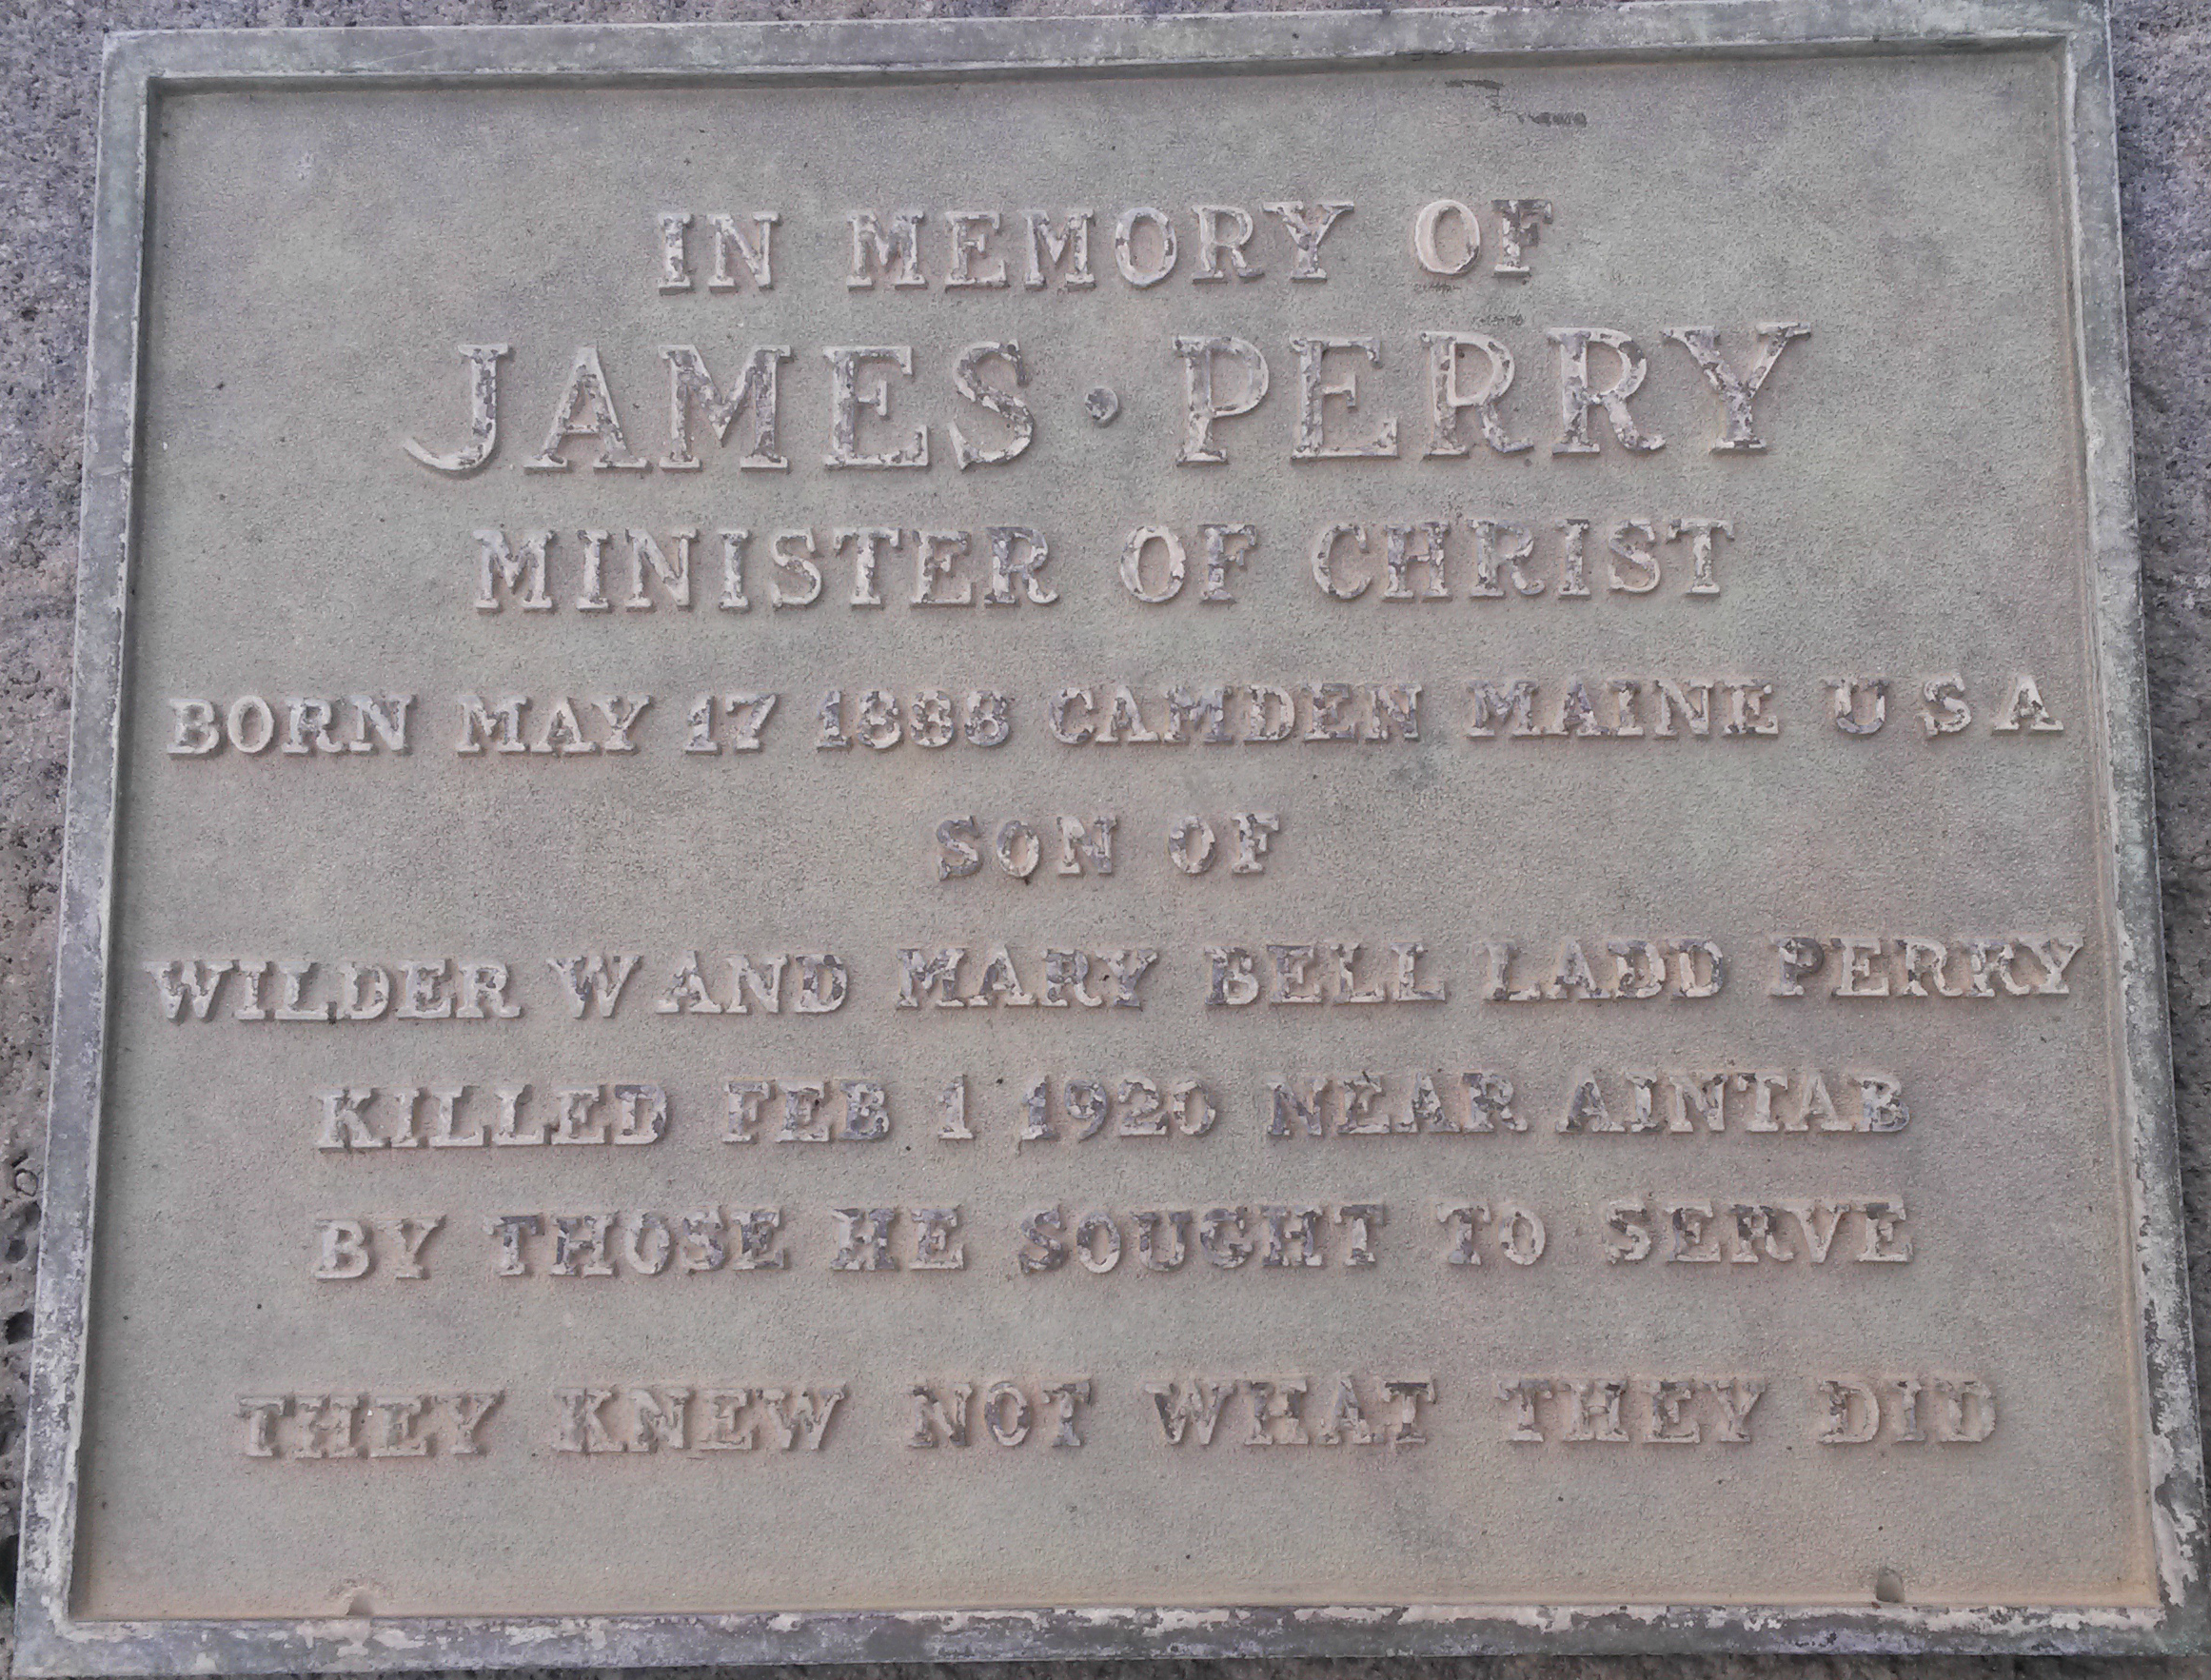 IN MEMORY OF
JAMES · PERRY
MINISTER OF CHRIST
BORN MAY 17 1888 CAMDEN MAINE U S A
SON OF
WILDER W AND MARY BELL LADD PERRY
KILLED FEB 1 1920 NEAR AINTAB
BY THOSE HE SOUGHT TO SERVE
THEY KNEW NOT WHAT THEY DID